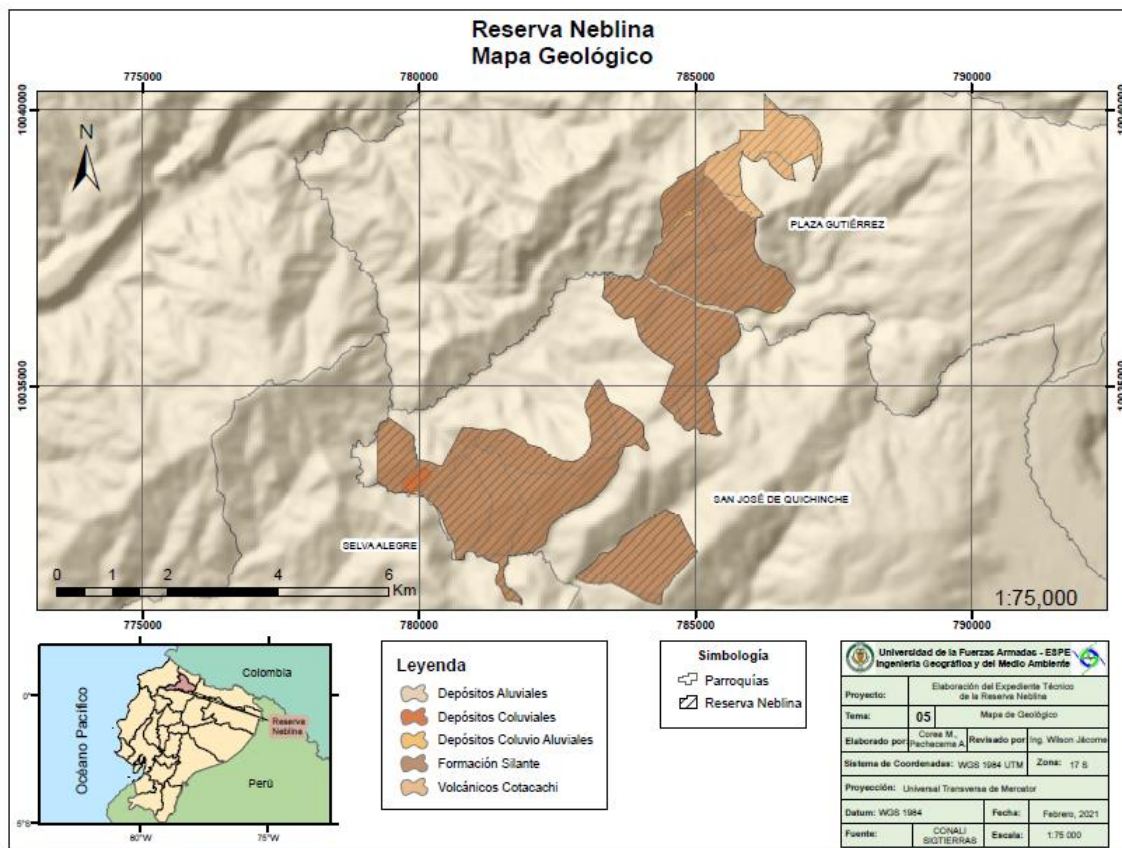 Reserva Neblina
Mapa Geológico
775000
780000
785000
790000
10040000
10040000
N
PLAZA GUTIÉRREZ
10035000
10035000
SAN JOSÉ DE QUICHINCHE
SELVA ALEGRE
0 1 2 4 6
Km
1:75,000
775000
780000
785000
790000
Colombia
0°
Océano Pacífico
Reserva
Neblina
Perú
5°S
80°W
75°W
Leyenda
Depósitos Aluviales
Depósitos Coluviales
Depósitos Coluvio Aluviales
Formación Silante
Volcánicos Cotacachi
Simbología
Parroquías
Reserva Neblina
Universidad de la Fuerzas Armadas - ESPE
Ingeniería Geográfica y del Medio Ambiente
Proyecto: Elaboración del Expediente Técnico
de la Reserva Neblina
Tema: 05 Mapa de Geológico
Elaborado por: Corea M., Pachacama A. Revisado por: Ing. Wilson Jácome
Sistema de Coordenadas: WGS 1984 UTM Zona: 17 S
Proyección: Universal Transversa de Mercator
Datum: WGS 1984 Fecha: Febrero, 2021
Fuente: CONALI SIGTIERRAS Escala: 1:75 000